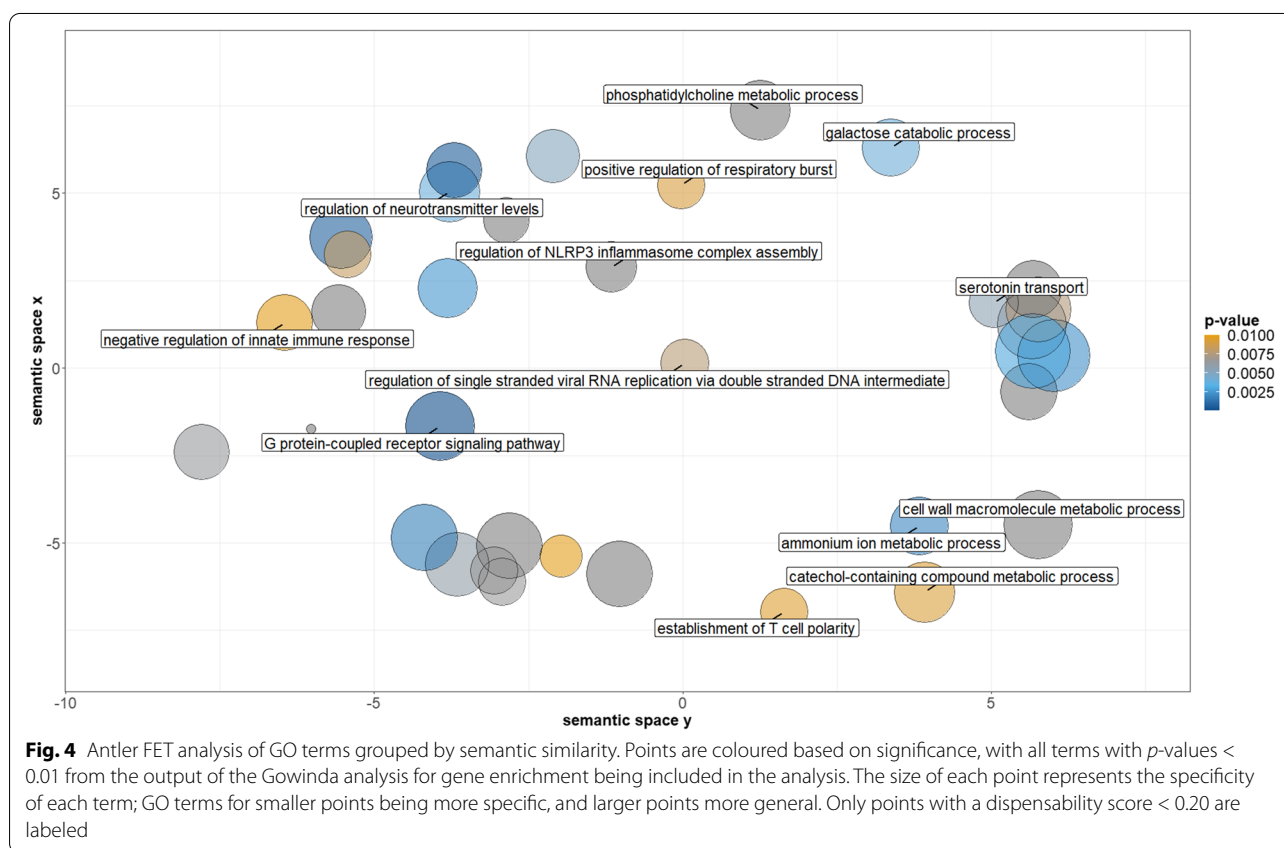 phosphatidylcholine metabolic process
galactose catabolic process
positive regulation of respiratory burst
5
regulation of neurotransmitter levels
regulation of NLRP3 inflammasome complex assembly
serotonin transport
negative regulation of innate immune response
0
regulation of single stranded viral RNA replication via double stranded DNA intermediate
G protein-coupled receptor signaling pathway
cell wall macromolecule metabolic process
-5
ammonium ion metabolic process
catechol-containing compound metabolic process
establishment of T cell polarity
semantic space x
-10 -5 0 5
semantic space y
p-value
0.0100
0.0075
0.0050
0.0025
Fig. 4 Antler FET analysis of GO terms grouped by semantic similarity. Points are coloured based on significance, with all terms with p-values <
0.01 from the output of the Gowinda analysis for gene enrichment being included in the analysis. The size of each point represents the specificity
of each term; GO terms for smaller points being more specific, and larger points more general. Only points with a dispensability score < 0.20 are
labeled